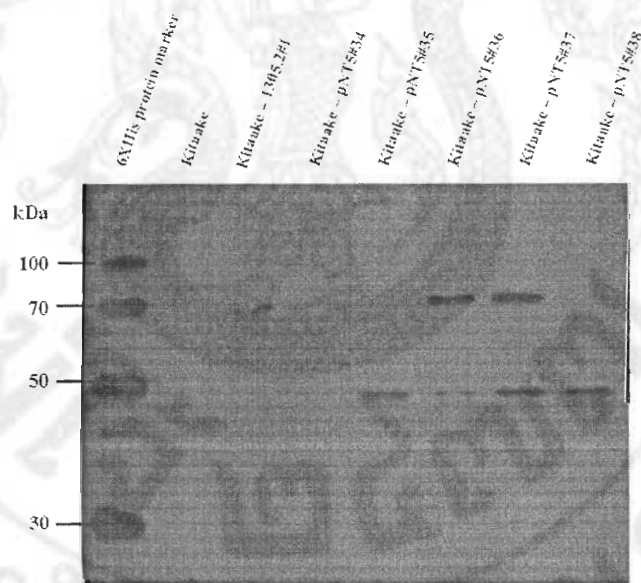 6XHis protein marker
Kitaake
Kitaake – 1305.2#1
Kitaake – pNT5#34
Kitaake – pNT5#35
Kitaake – pNT5#36
Kitaake – pNT5#37
Kitaake – pNT5#38
kDa
100
70
50
30